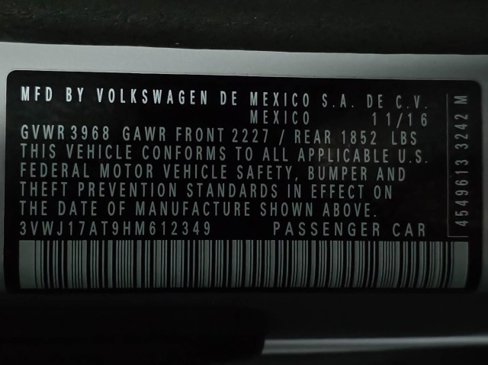 MFD BY VOLKSWAGEN DE MEXICO S.A. DE C.V.
MEXICO 11/16
GVWR 3968 GAWR FRONT 2227 / REAR 1852 LBS
THIS VEHICLE CONFORMS TO ALL APPLICABLE U.S.
FEDERAL MOTOR VEHICLE SAFETY, BUMPER AND
THEFT PREVENTION STANDARDS IN EFFECT ON
THE DATE OF MANUFACTURE SHOWN ABOVE.
3VWJ17AT9HM612349 PASSENGER CAR
4549613 3242 M